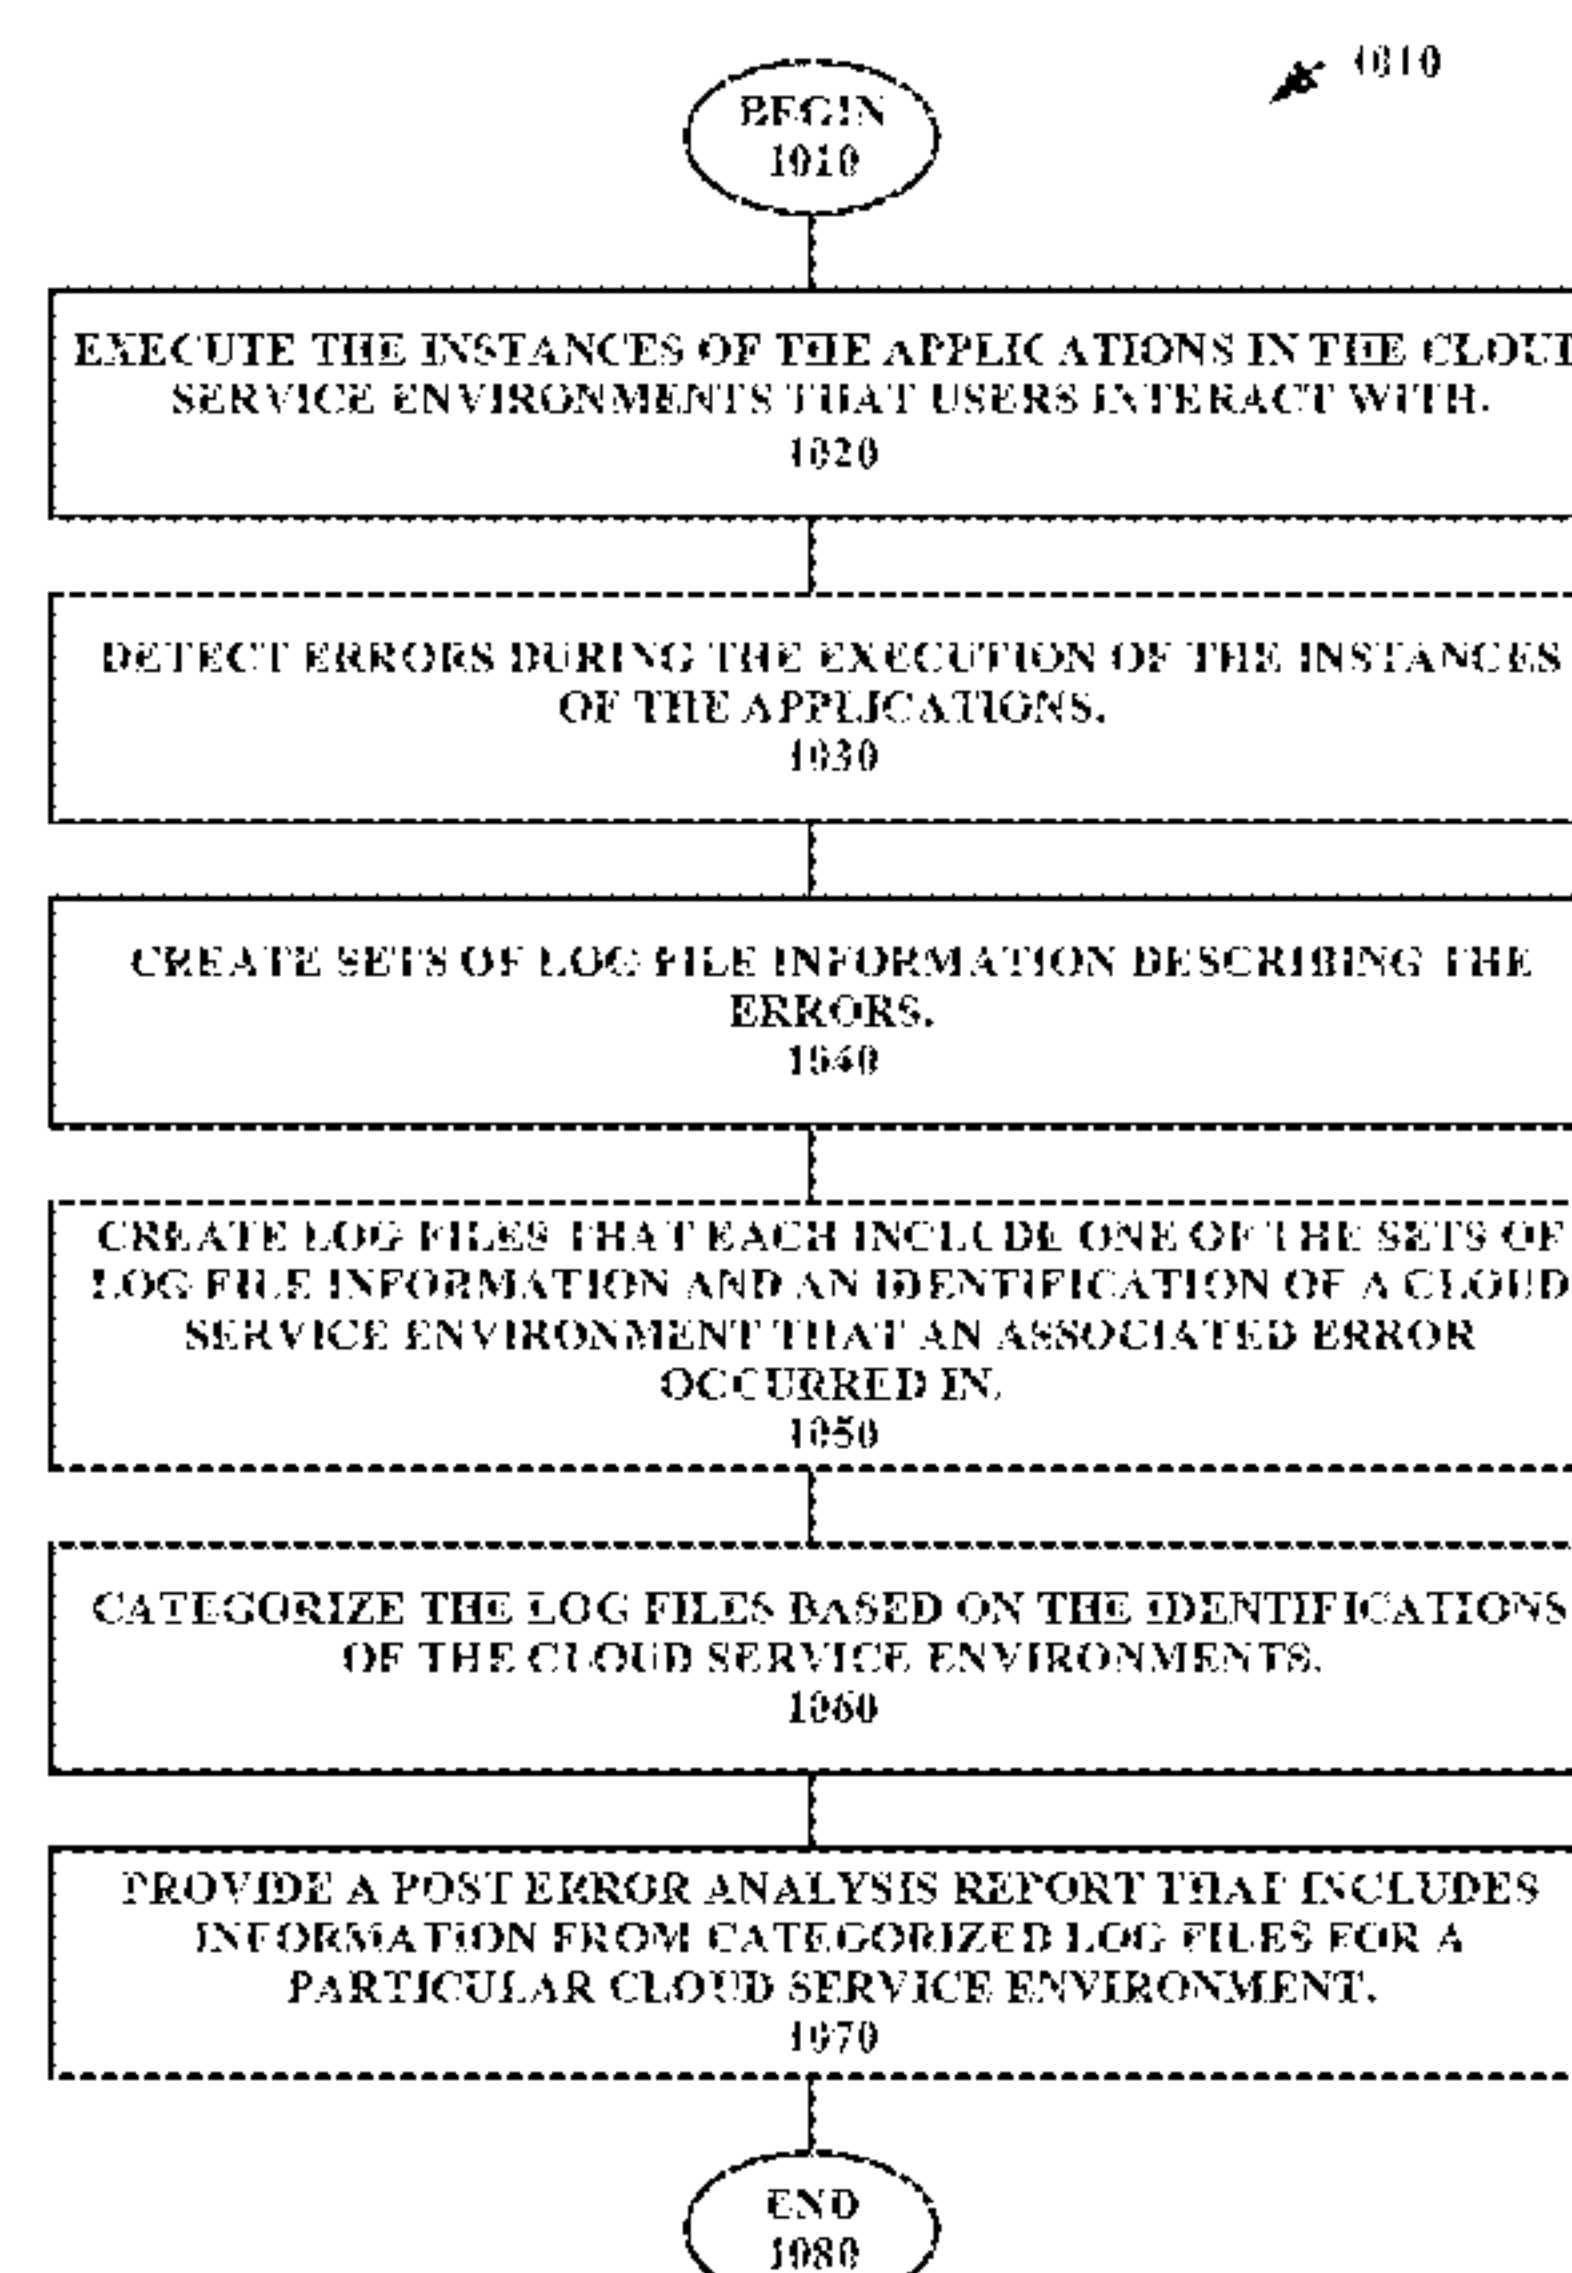 1010
BEGIN
1010
EXECUTE THE INSTANCES OF THE APPLICATIONS IN THE CLOUD
SERVICE ENVIRONMENTS THAT USERS INTERACT WITH.
1020
DETECT ERRORS DURING THE EXECUTION OF THE INSTANCES
OF THE APPLICATIONS.
1030
CREATE SETS OF LOG FILE INFORMATION DESCRIBING THE
ERRORS.
1040
CREATE LOG FILES THAT EACH INCLUDE ONE OF THE SETS OF
LOG FILE INFORMATION AND AN IDENTIFICATION OF A CLOUD
SERVICE ENVIRONMENT THAT AN ASSOCIATED ERROR
OCCURRED IN.
1050
CATEGORIZE THE LOG FILES BASED ON THE IDENTIFICATIONS
OF THE CLOUD SERVICE ENVIRONMENTS.
1060
PROVIDE A POST ERROR ANALYSIS REPORT THAT INCLUDES
INFORMATION FROM CATEGORIZED LOG FILES FOR A
PARTICULAR CLOUD SERVICE ENVIRONMENT.
1070
END
1080